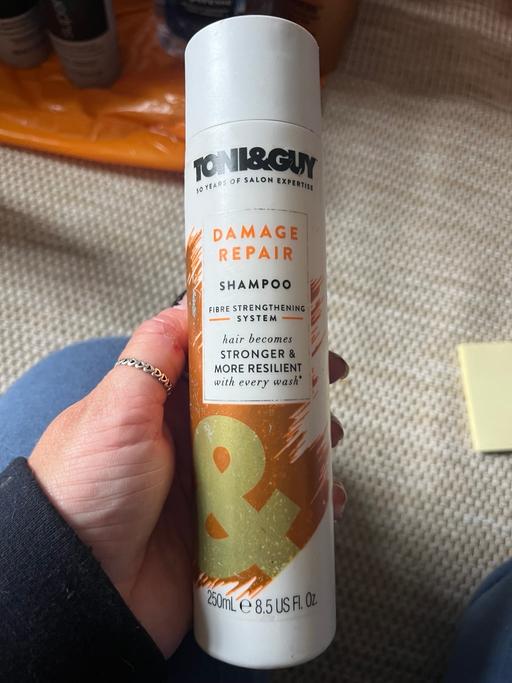 TONI&GUY
50 YEARS OF SALON EXPERTISE
DAMAGE
REPAIR
SHAMPOO
FIBRE STRENGTHENING
SYSTEM
hair becomes
STRONGER &
MORE RESILIENT
with every wash*
&
250mL ℮ 8.5 US Fl. Oz.